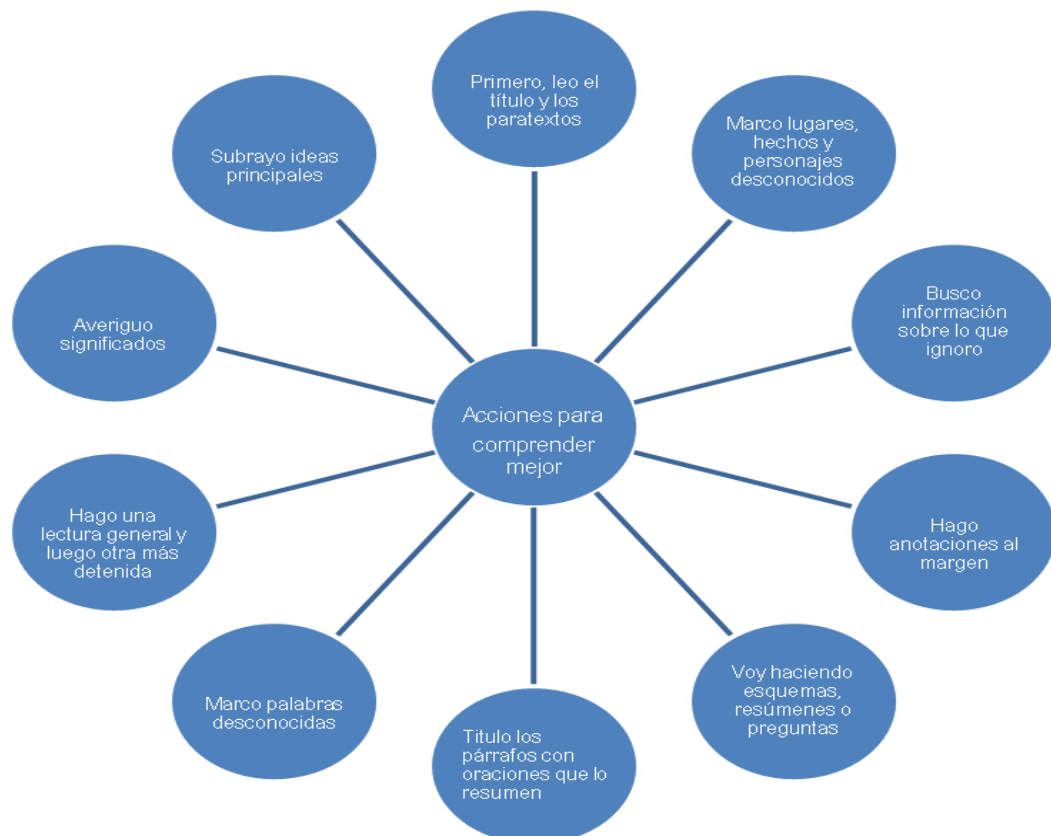 Primero, leo el
título y los
paratextos
Marco lugares,
hechos y
personajes
desconocidos
Busco
información
sobre lo que
ignoro
Hago
anotaciones al
margen
Voy haciendo
esquemas,
resúmenes o
preguntas
Titulo los
párrafos con
oraciones que lo
resumen
Marco palabras
desconocidas
Hago una
lectura general y
luego otra más
detenida
Averiguo
significados
Subrayo ideas
principales
Acciones para
comprender
mejor